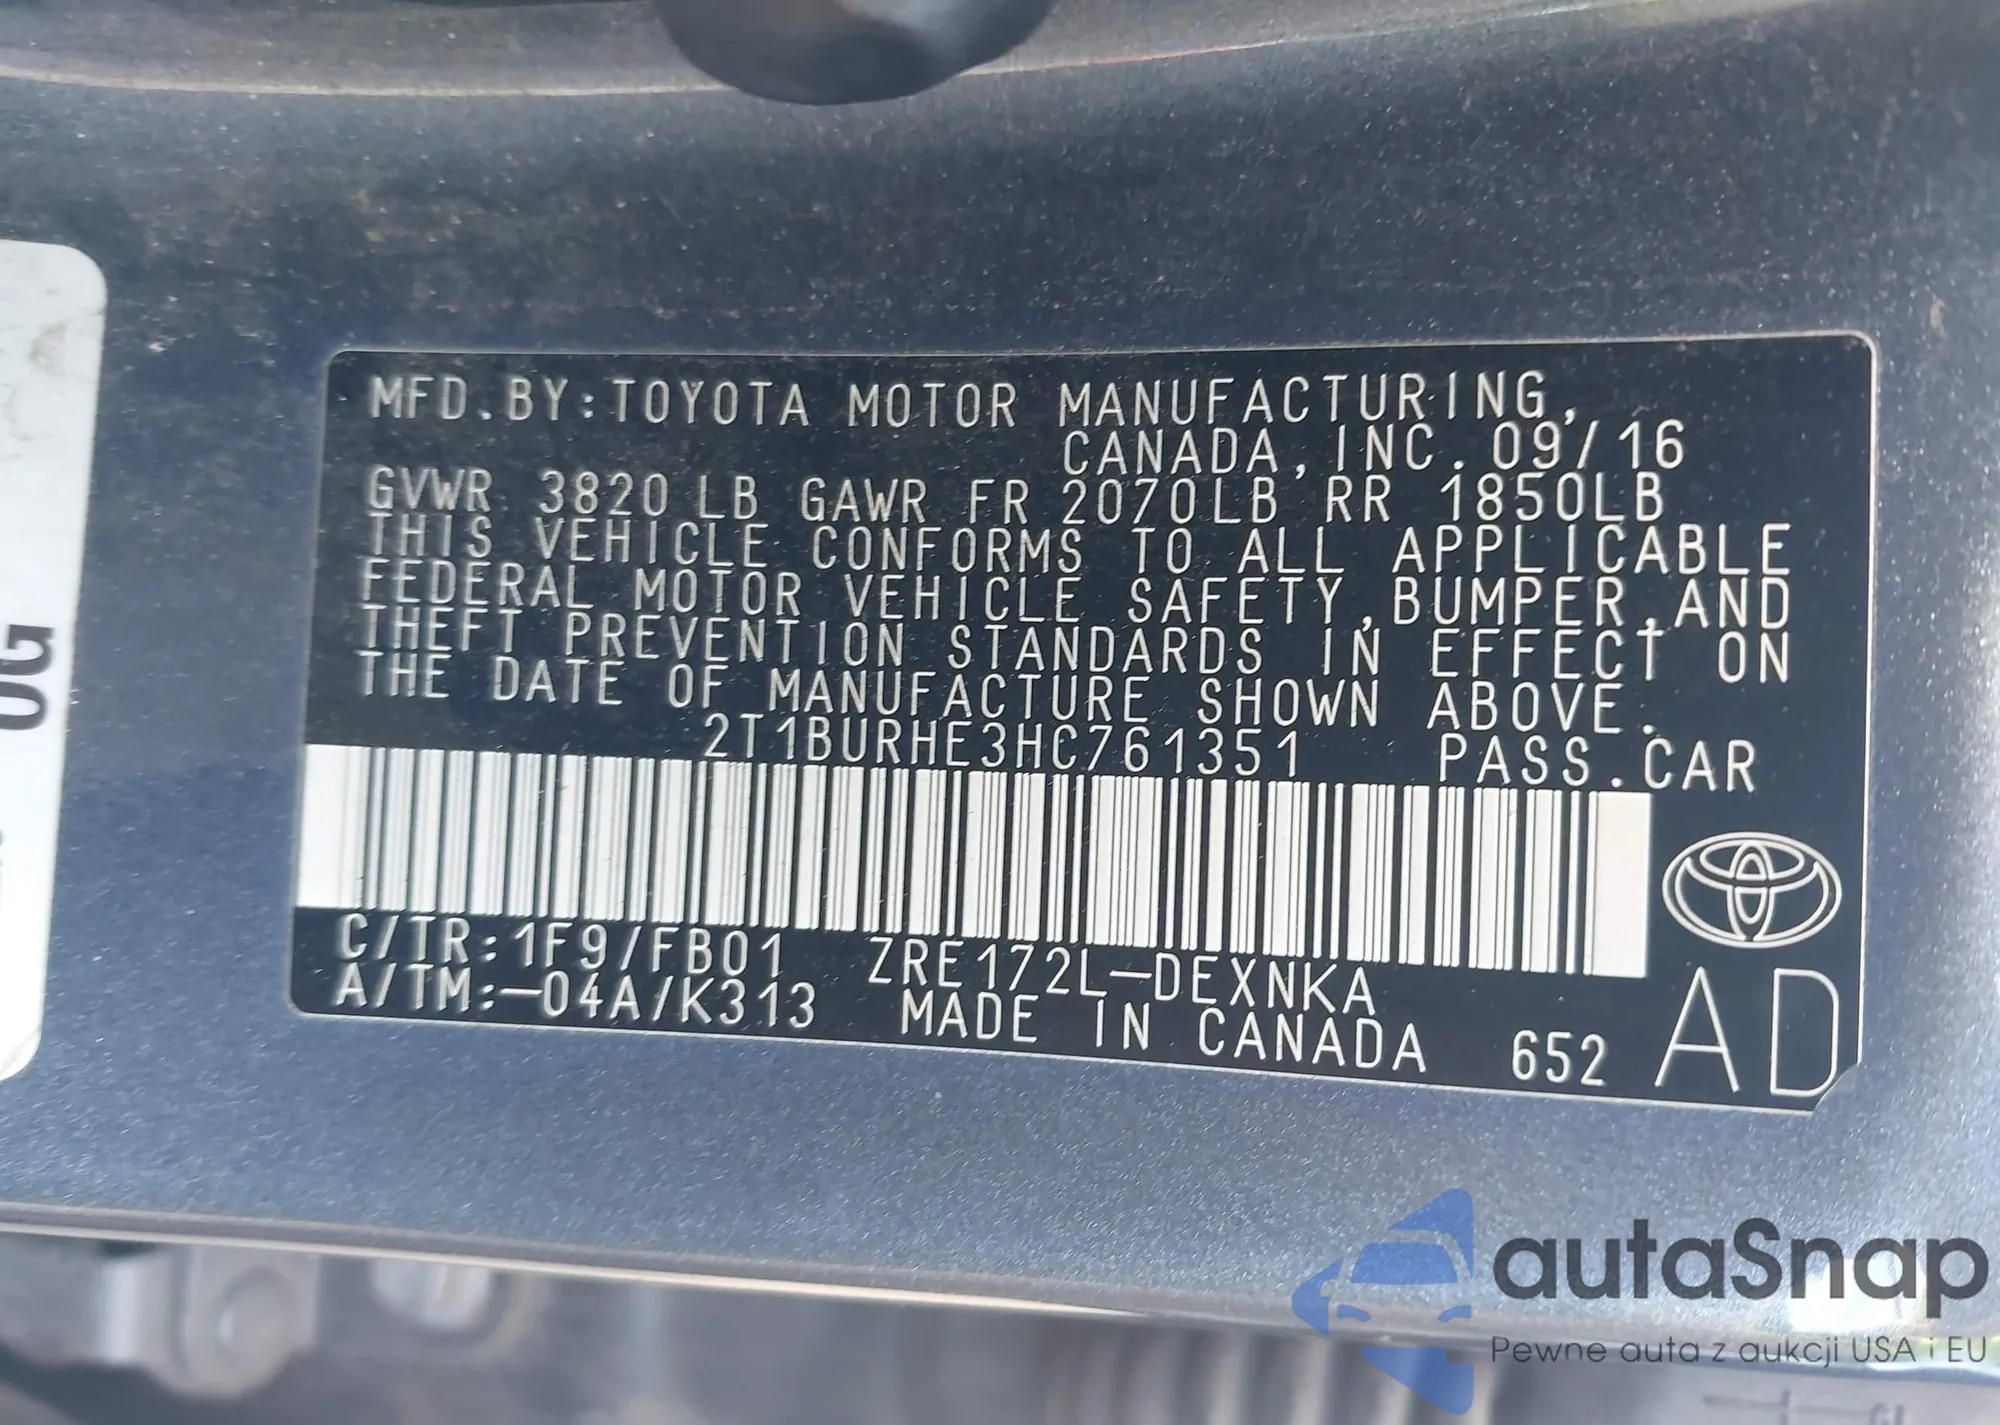 MFD.BY:TOYOTA MOTOR MANUFACTURING,
CANADA,INC.09/16
GVWR 3820LB GAWR FR 2070LB RR 1850LB
THIS VEHICLE CONFORMS TO ALL APPLICABLE
FEDERAL MOTOR VEHICLE SAFETY,BUMPER,AND
THEFT PREVENTION STANDARDS IN EFFECT ON
THE DATE OF MANUFACTURE SHOWN ABOVE.
2T1BURHE3HC761351 PASS.CAR
C/TR:1F9/FB01 ZRE172L-DEXNKA
A/TM:-04A/K313 MADE IN CANADA 652 AD
0G
autaSnap
Pewne auta z aukcji USA i EU